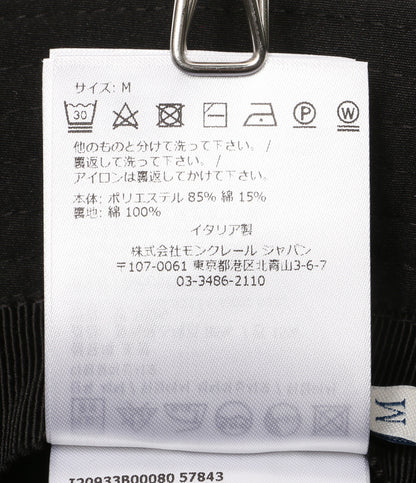 サイズ: M
30
P
W
他のものと分けて洗って下さい。/
裏返して洗って下さい。/
アイロンは裏返してかけて下さい。
本体: ポリエステル 85% 綿 15%
裏地: 綿 100%
イタリア製
株式会社モンクレール ジャパン
〒107-0061 東京都港区北青山3-6-7
03-3486-2110
M
I20933B00080 57843